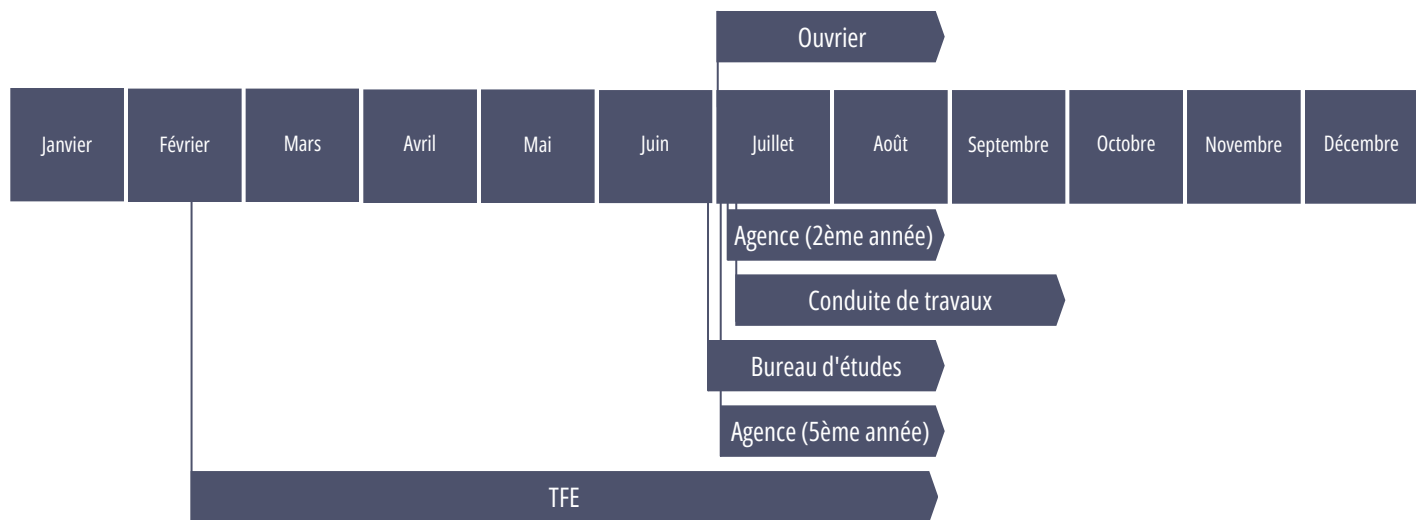 Ouvrier
Janvier Février Mars Avril Mai Juin Juillet Août Septembre Octobre Novembre Décembre
Agence (2ème année)
Conduite de travaux
Bureau d'études
Agence (5ème année)
TFE